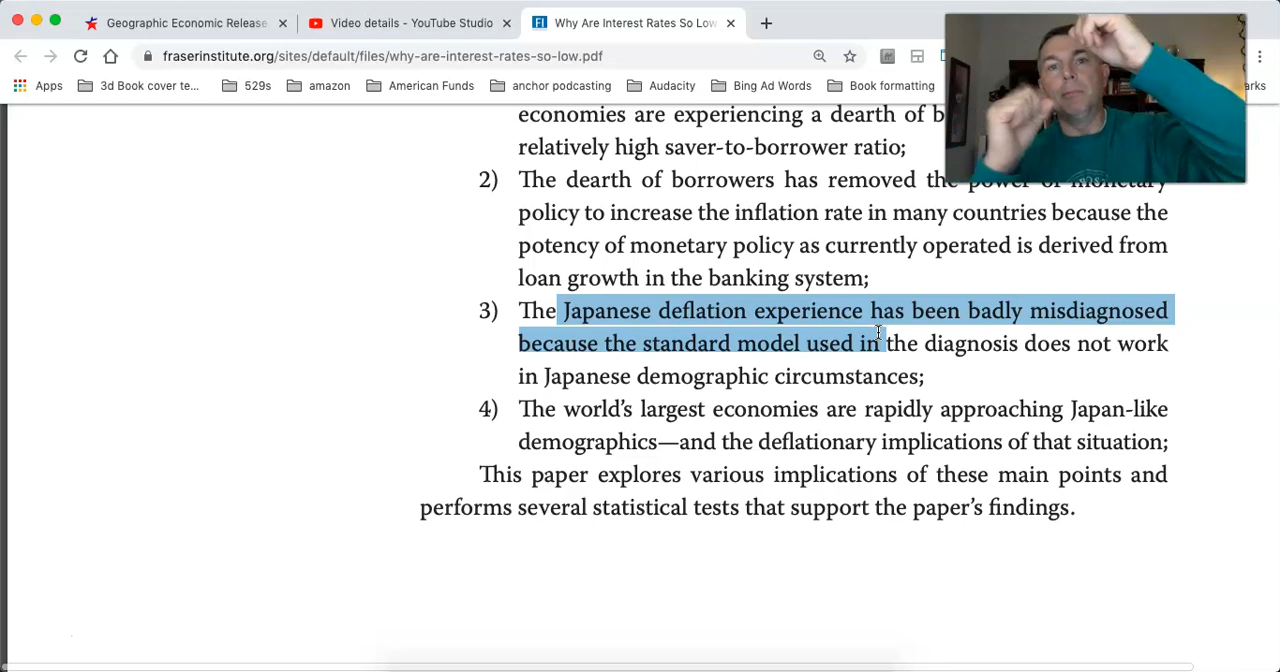 Geographic Economic Release
Video details - YouTube Studio
FI Why Are Interest Rates So Low
fraserinstitute.org/sites/default/files/why-are-interest-rates-so-low.pdf
Apps 3d Book cover te... 529s amazon American Funds anchor podcasting Audacity Bing Ad Words Book formatting arks
economies are experiencing a dearth of b
relatively high saver-to-borrower ratio;
2) The dearth of borrowers has removed the power of monetary
policy to increase the inflation rate in many countries because the
potency of monetary policy as currently operated is derived from
loan growth in the banking system;
3) The Japanese deflation experience has been badly misdiagnosed
because the standard model used in the diagnosis does not work
in Japanese demographic circumstances;
4) The world's largest economies are rapidly approaching Japan-like
demographics—and the deflationary implications of that situation;
This paper explores various implications of these main points and
performs several statistical tests that support the paper's findings.